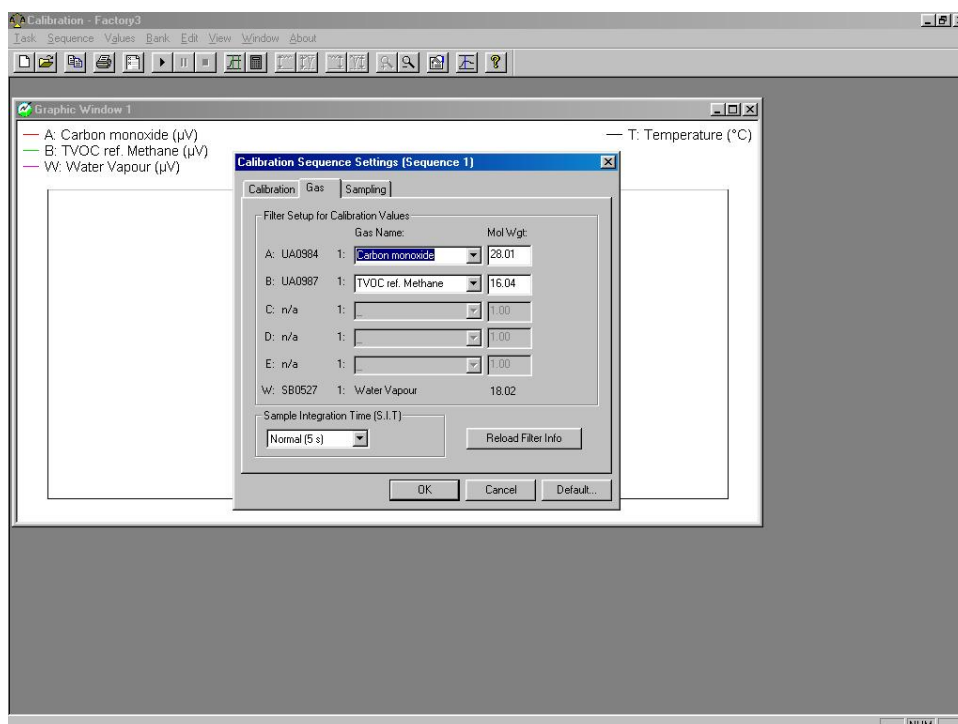 Calibration - Factory3
Task Sequence Values Bank Edit View Window About
Graphic Window 1
A: Carbon monoxide (µV)
B: TVOC ref. Methane (µV)
W: Water Vapour (µV)
T: Temperature (°C)
Calibration Sequence Settings (Sequence 1)
Calibration Gas Sampling
Filter Setup for Calibration Values
Gas Name: Mol Wgt:
A: UA0984 1: Carbon monoxide 28.01
B: UA0987 1: TVOC ref. Methane 16.04
C: n/a 1: _ 1.00
D: n/a 1: _ 1.00
E: n/a 1: _ 1.00
W: SB0527 1: Water Vapour 18.02
Sample Integration Time (S.I.T)
Normal (5 s) Reload Filter Info
OK Cancel Default...
NUM